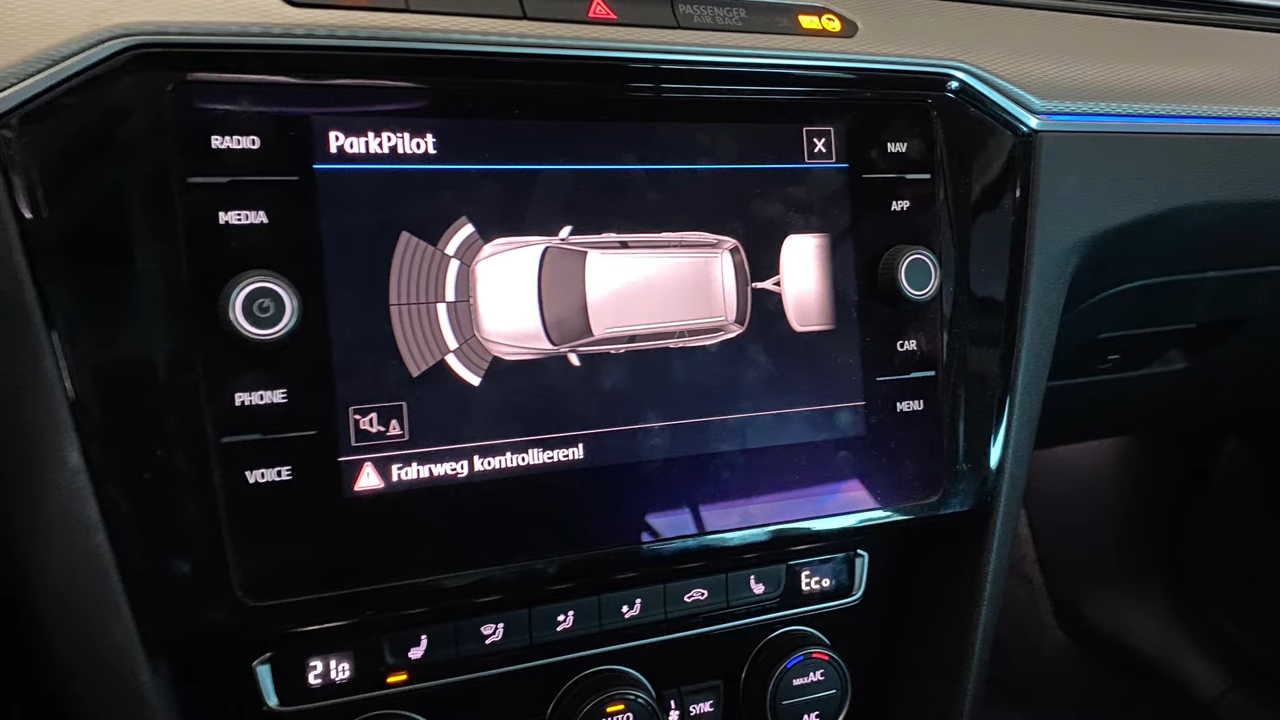 PASSENGER
AIR BAG
RADIO
ParkPilot
X
NAV
MEDIA
APP
PHONE
CAR
VOICE
MENU
Fahrweg kontrollieren!
Eco
21.0
AUTO
SYNC
MAX A/C
A/C